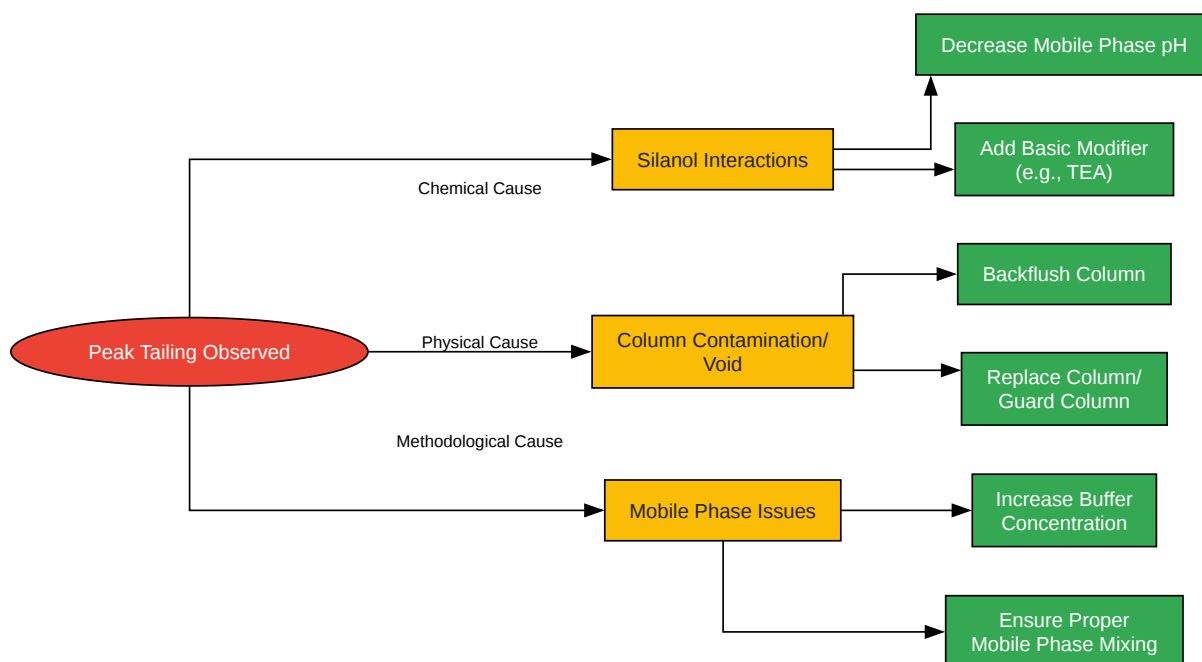 Decrease Mobile Phase pH
Silanol Interactions
Add Basic Modifier
(e.g., TEA)
Chemical Cause
Backflush Column
Peak Tailing Observed
Physical Cause
Column Contamination/
Void
Replace Column/
Guard Column
Methodological Cause
Mobile Phase Issues
Increase Buffer
Concentration
Ensure Proper
Mobile Phase Mixing